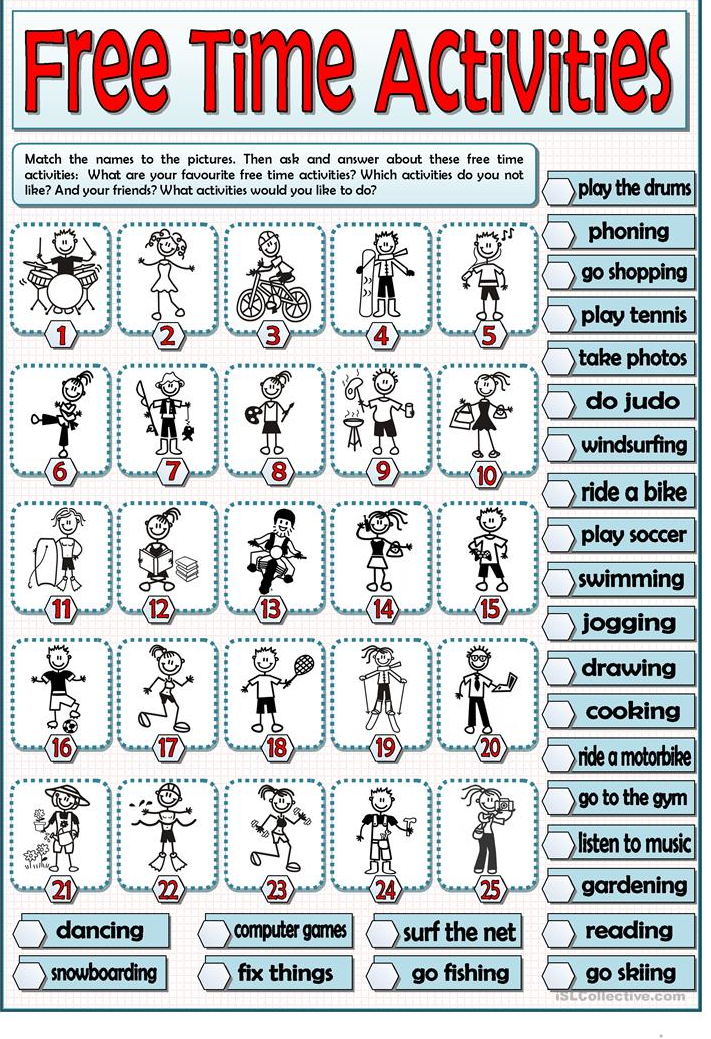 Free Time Activities
Match the names to the pictures. Then ask and answer about these free time
activities: What are your favourite free time activities? Which activities do you not
like? And your friends? What activities would you like to do?
play the drums
phoning
go shopping
play tennis
take photos
do judo
windsurfing
ride a bike
play soccer
swimming
jogging
drawing
cooking
ride a motorbike
go to the gym
listen to music
gardening
1 2 3 4 5
6 7 8 9 10
11 12 13 14 15
16 17 18 19 20
21 22 23 24 25
dancing computer games surf the net reading
snowboarding fix things go fishing go skiing
iSLCollective.com